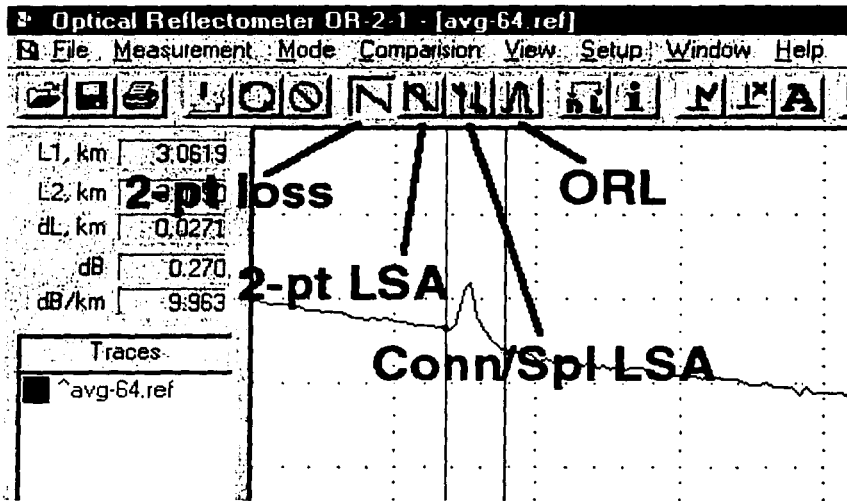 Optical Reflectometer OR-2-1 - [avg-64.ref]
File Measurement Mode Comparision View Setup Window Help
L1, km 3.0619
L2, km
dL, km 0.0271
dB 0.270
dB/km 9.963
2-pt loss
ORL
2-pt LSA
Conn/Spl LSA
Traces
^avg-64.ref